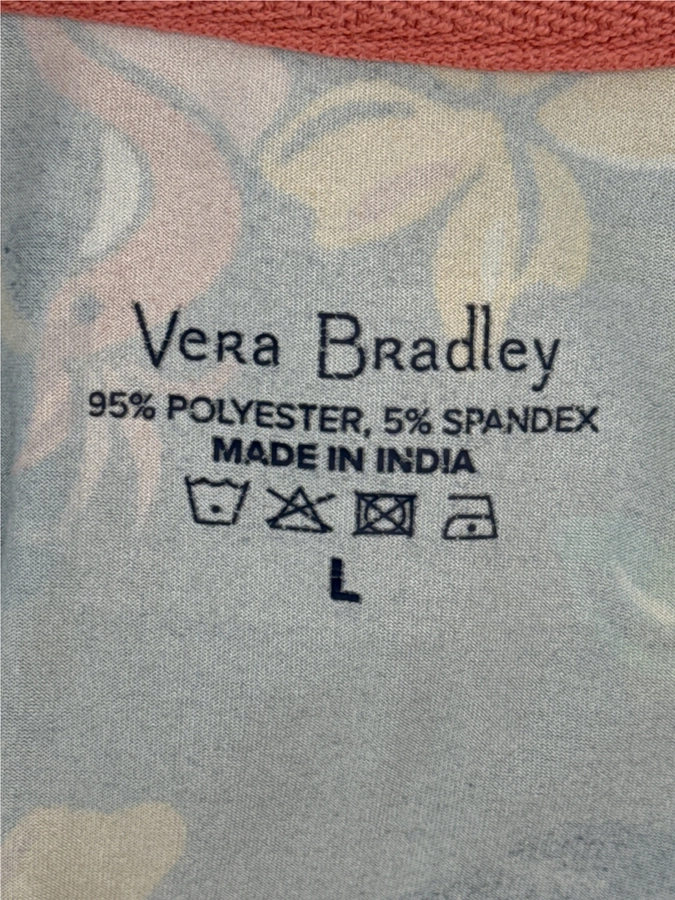 Vera Bradley
95% POLYESTER, 5% SPANDEX
MADE IN INDIA
L